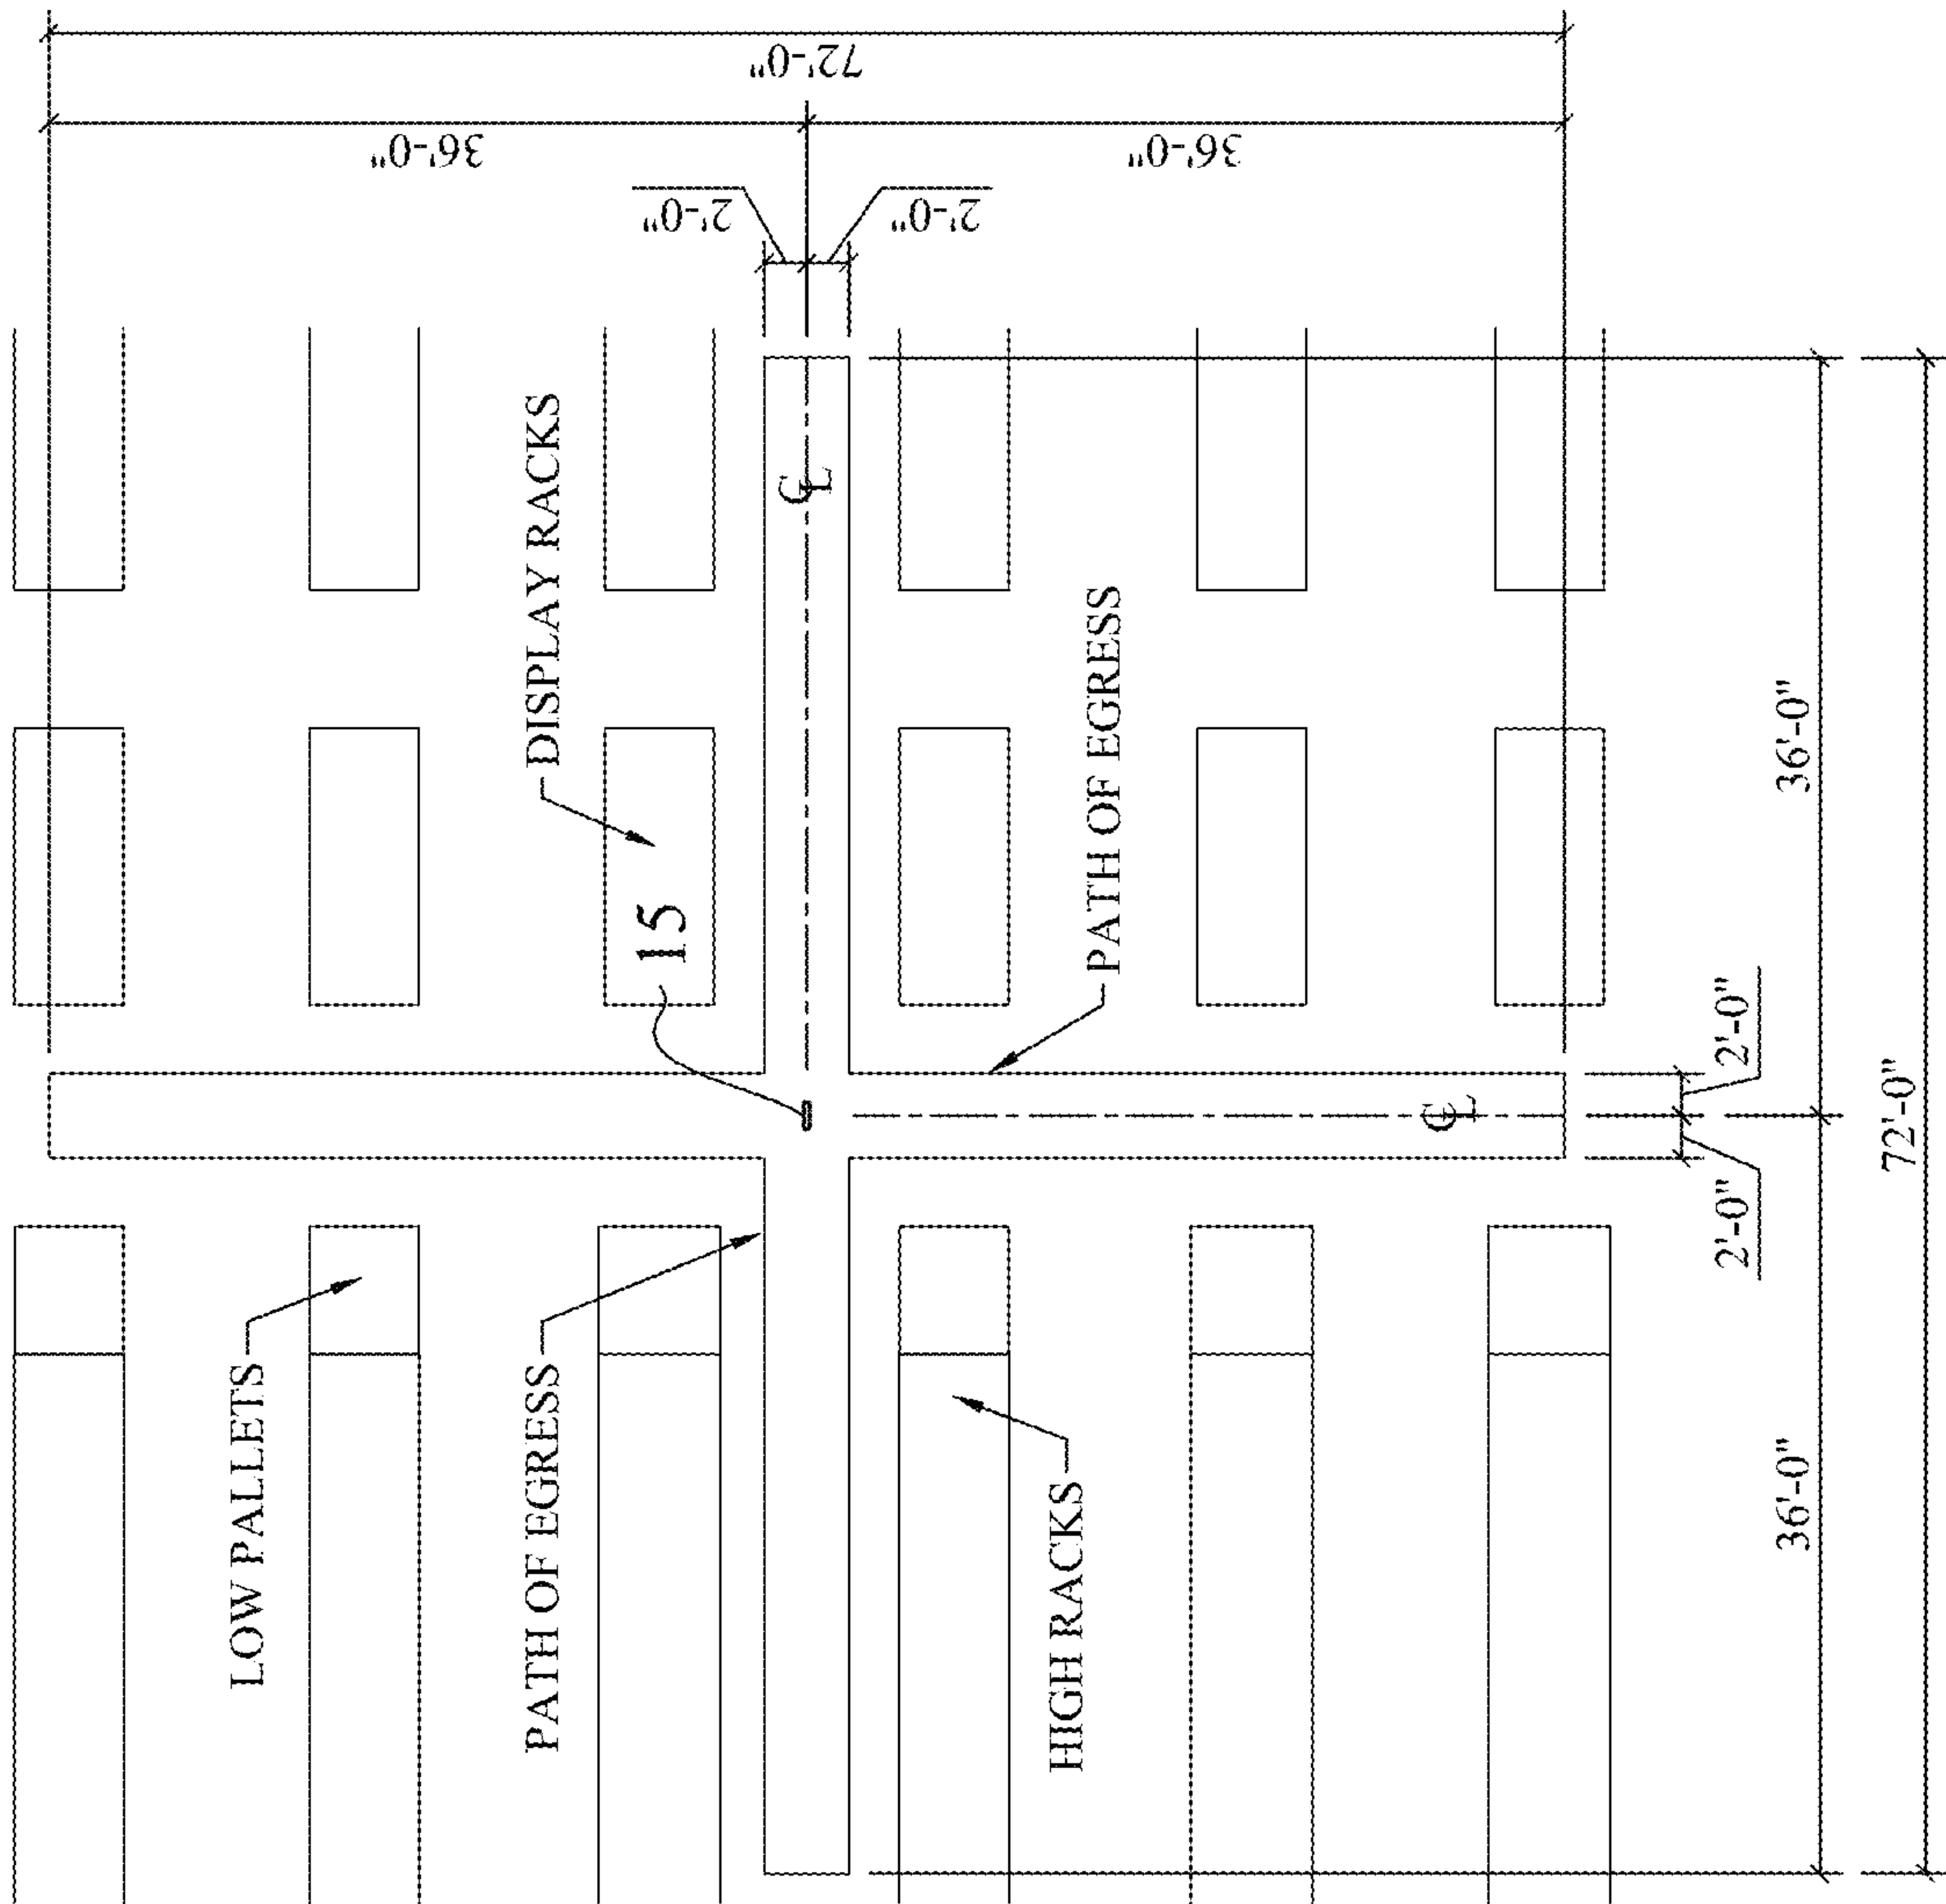 72'-0"
36'-0"
36'-0"
2'-0"
2'-0"
DISPLAY RACKS
15
℄
PATH OF EGRESS
LOW PALLETS
PATH OF EGRESS
HIGH RACKS
℄
2'-0"
2'-0"
36'-0"
36'-0"
72'-0"